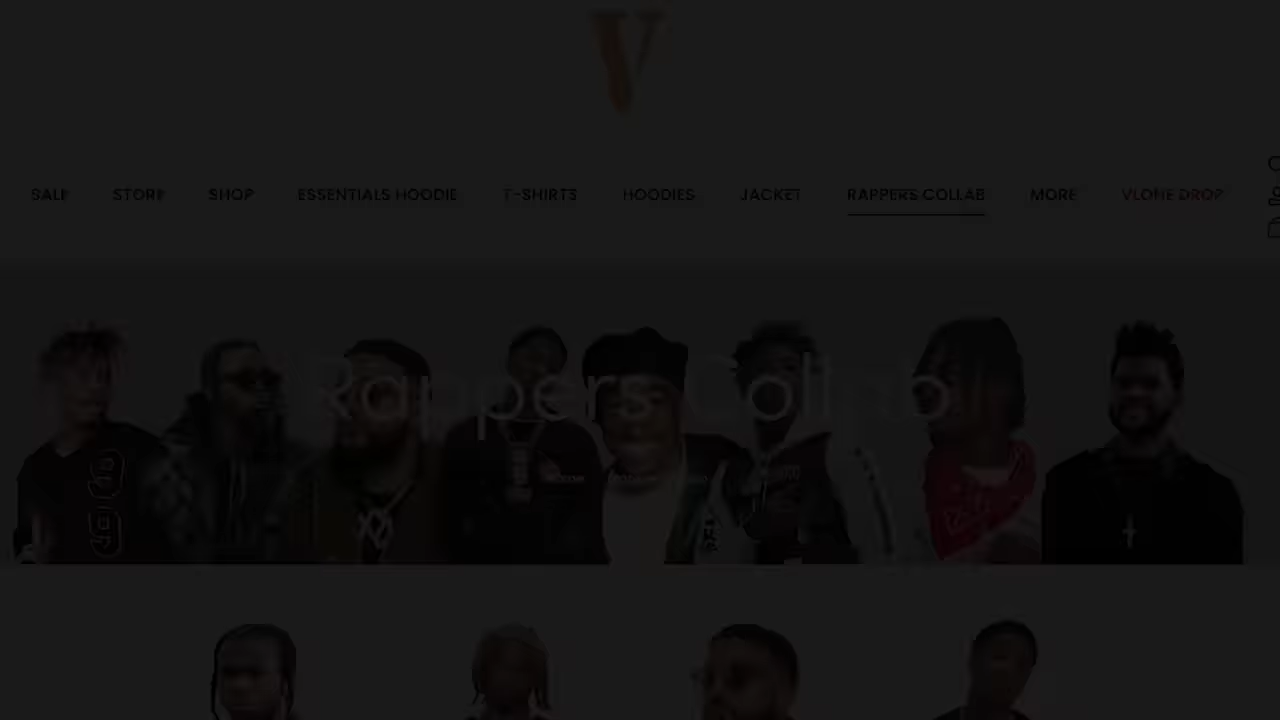 V
SALE STORE SHOP ESSENTIALS HOODIE T-SHIRTS HOODIES JACKET RAPPERS COLLAB MORE VLONE DROP
Rappers Collab